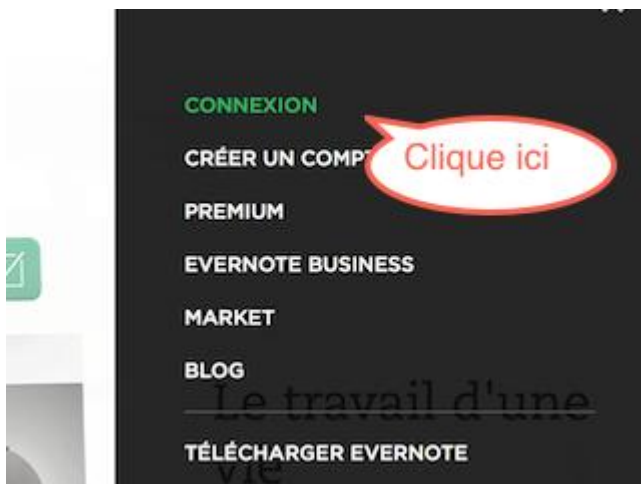 CONNEXION
Clique ici
CRÉER UN COMPT
PREMIUM
EVERNOTE BUSINESS
MARKET
BLOG
Le travail d'une
TÉLÉCHARGER EVERNOTE
vie